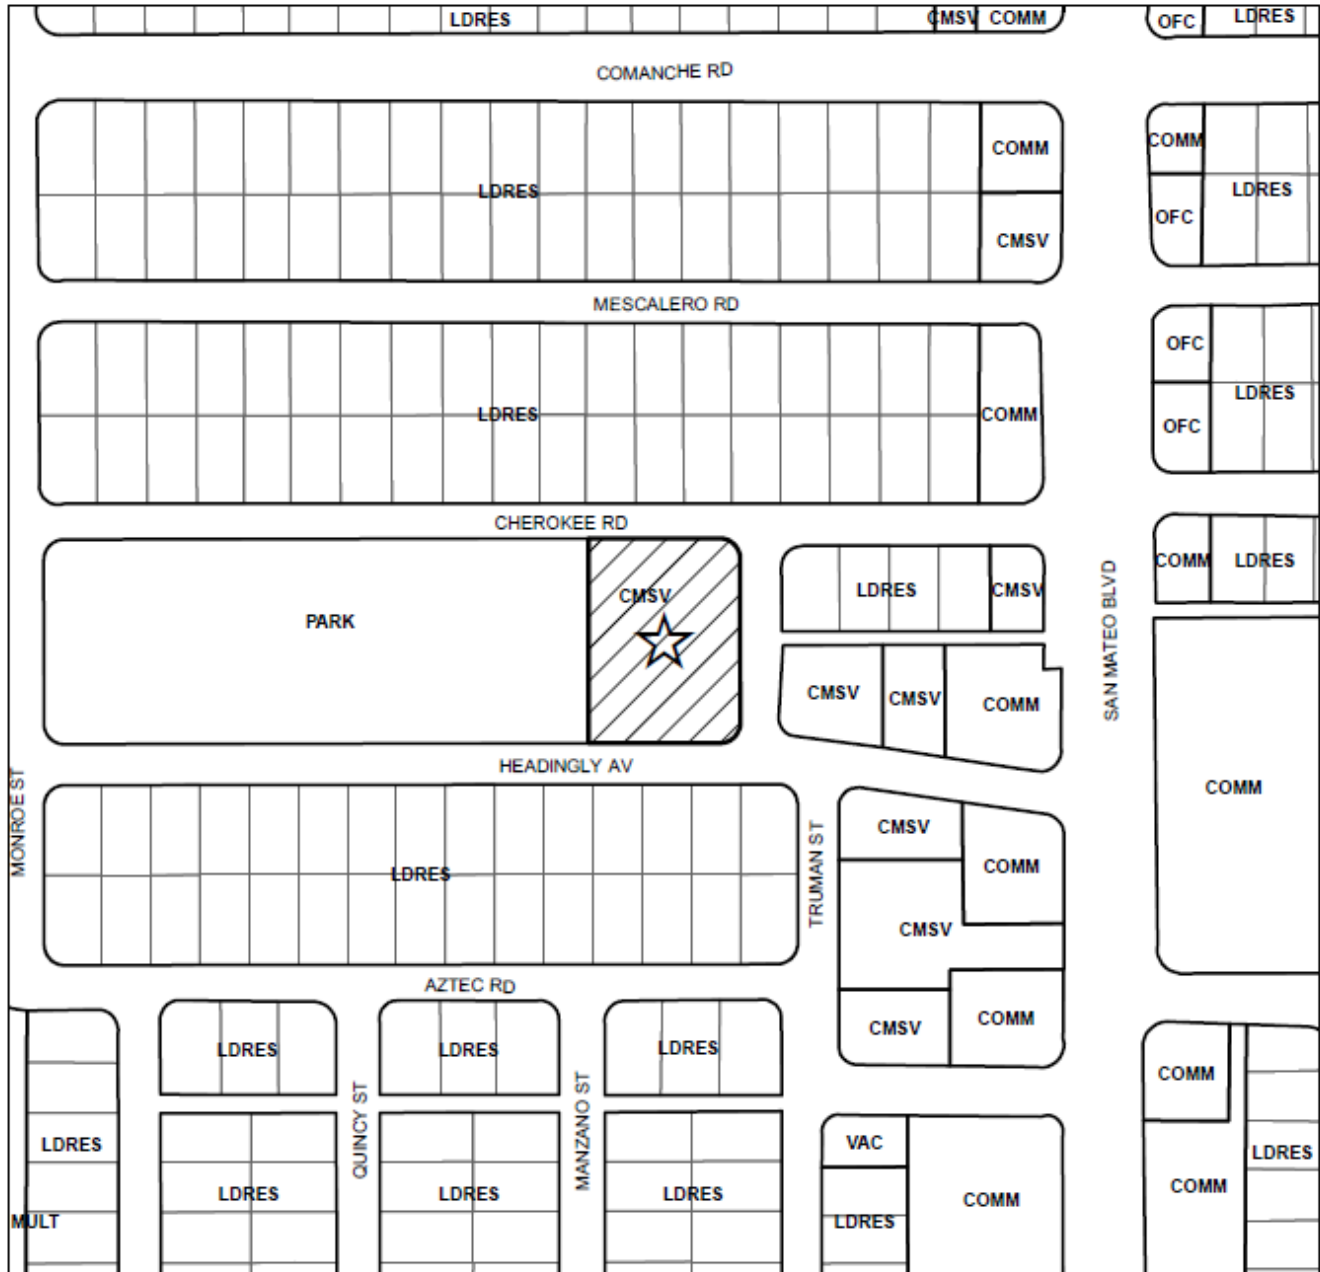 LDRES
CMSV
COMM
OFC
LDRES
COMANCHE RD
COMM
COMM
LDRES
LDRES
OFC
CMSV
MESCALERO RD
OFC
LDRES
LDRES
COMM
OFC
CHEROKEE RD
COMM
LDRES
LDRES
CMSV
CMSV
PARK
SAN MATEO BLVD
CMSV
CMSV
COMM
HEADINGLY AV
COMM
MONROE ST
CMSV
COMM
LDRES
TRUMAN ST
CMSV
AZTEC RD
COMM
CMSV
LDRES
LDRES
LDRES
COMM
QUINCY ST
MANZANO ST
LDRES
VAC
LDRES
LDRES
LDRES
LDRES
COMM
COMM
MULT
LDRES